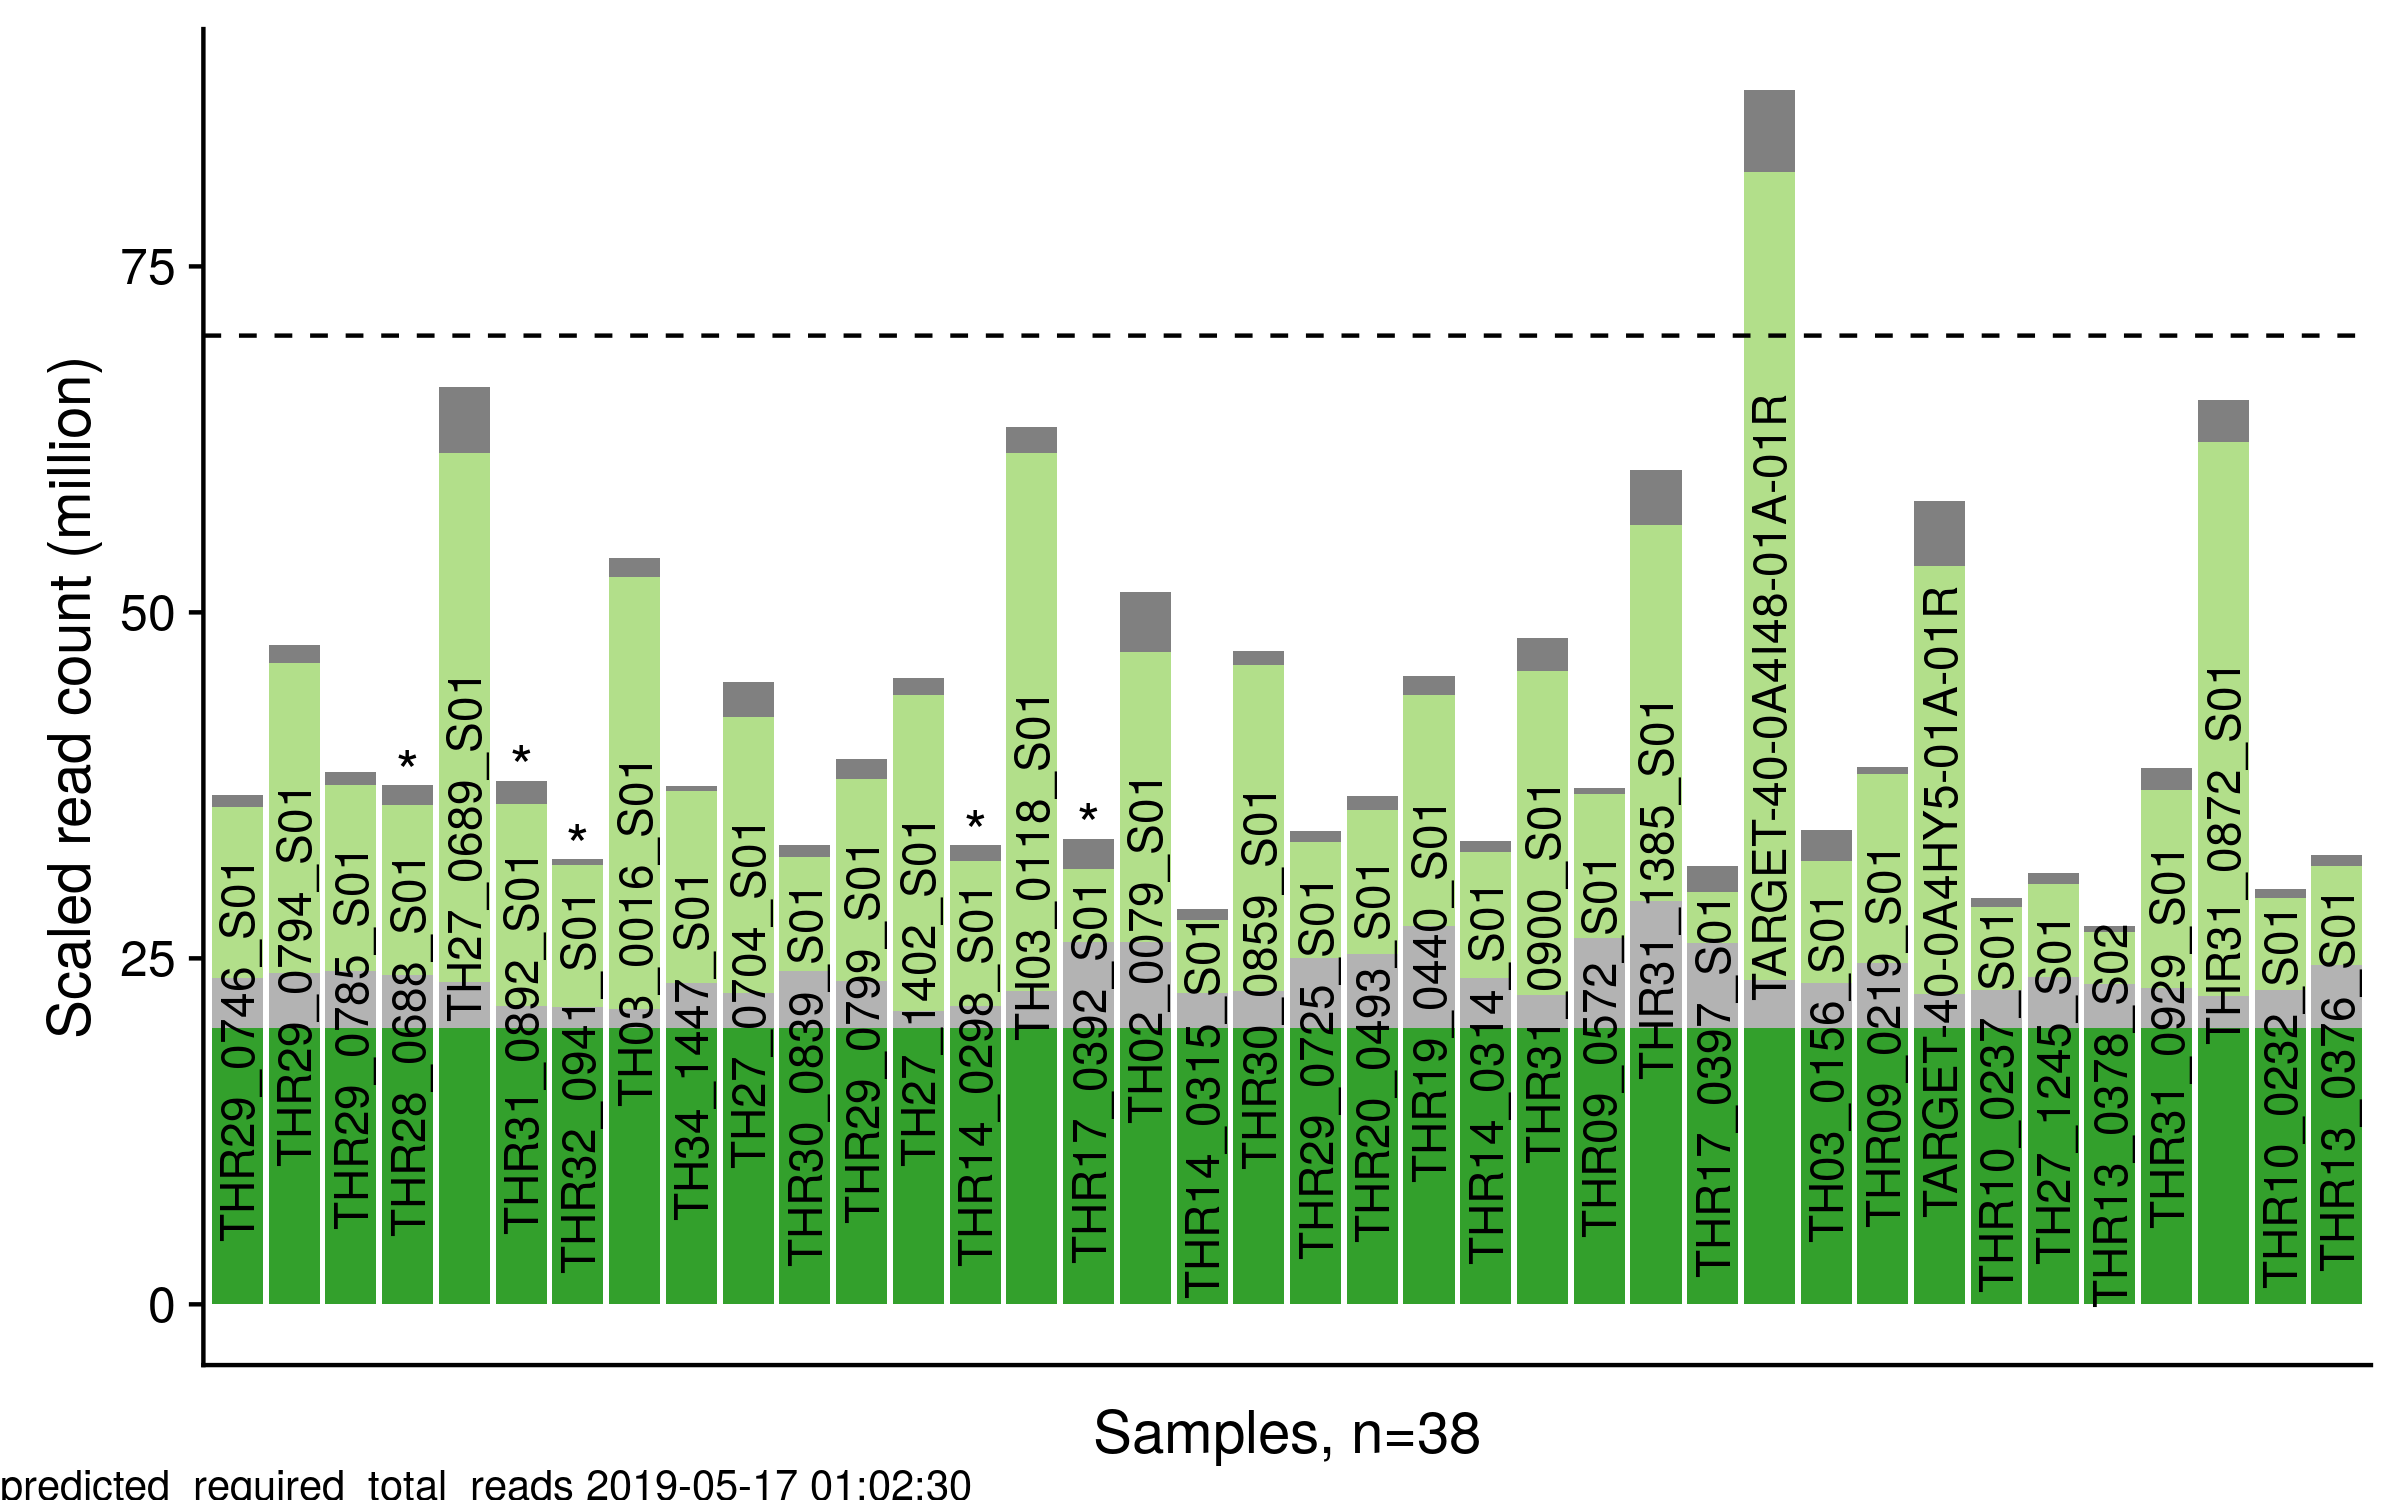 Scaled read count (million)
75
50
25
0
THR29_0746_S01
THR29_0794_S01
THR29_0785_S01
*
THR28_0688_S01
TH27_0689_S01
*
THR31_0892_S01
*
THR32_0941_S01
TH03_0016_S01
TH34_1447_S01
TH27_0704_S01
THR30_0839_S01
THR29_0799_S01
TH27_1402_S01
*
THR14_0298_S01
TH03_0118_S01
*
THR17_0392_S01
TH02_0079_S01
THR14_0315_S01
THR30_0859_S01
THR29_0725_S01
THR20_0493_S01
THR19_0440_S01
THR14_0314_S01
THR31_0900_S01
THR09_0572_S01
THR31_1385_S01
THR17_0397_S01
TARGET-40-0A4I48-01A-01R
TH03_0156_S01
THR09_0219_S01
TARGET-40-0A4HY5-01A-01R
THR10_0237_S01
TH27_1245_S01
THR13_0378_S02
THR31_0929_S01
THR31_0872_S01
THR10_0232_S01
THR13_0376_S01
Samples, n=38
predicted_required_total_reads 2019-05-17 01:02:30